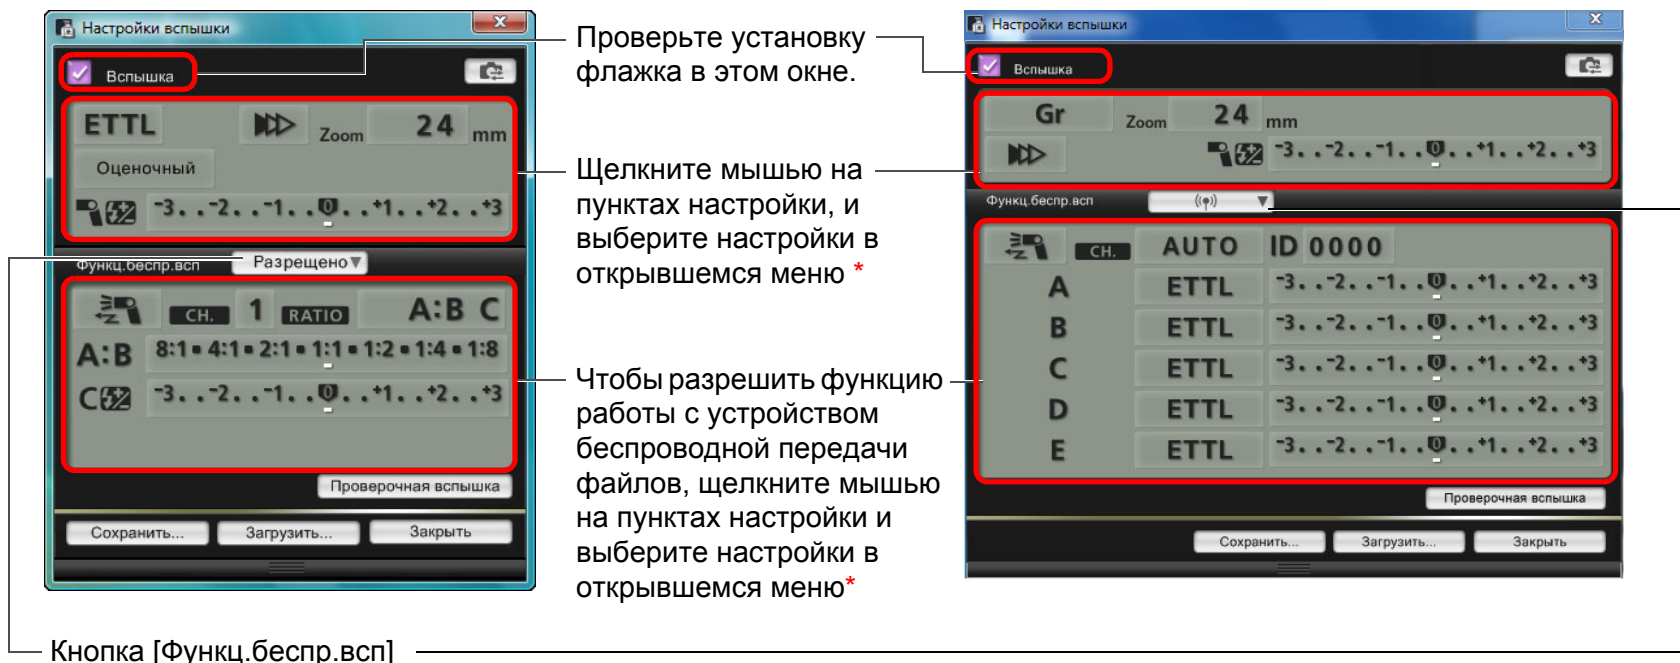 Настройки вспышки
Вспышка
ETTL Zoom 24 mm
Оценочный
-3..-2..-1..0..+1..+2..+3
Функц.беспр.всп Разрещено
CH. 1 RATIO A:B C
A:B 8:1 4:1 2:1 1:1 1:2 1:4 1:8
C -3..-2..-1..0..+1..+2..+3
Проверочная вспышка
Сохранить... Загрузить... Закрыть
Проверьте установку
флажка в этом окне.
Щелкните мышью на
пунктах настройки, и
выберите настройки в
открывшемся меню *
Чтобы разрешить функцию
работы с устройством
беспроводной передачи
файлов, щелкните мышью
на пунктах настройки и
выберите настройки в
открывшемся меню*
Настройки вспышки
Вспышка
Gr Zoom 24 mm
-3..-2..-1..0..+1..+2..+3
Функц.беспр.всп
CH. AUTO ID 0000
A ETTL -3..-2..-1..0..+1..+2..+3
B ETTL -3..-2..-1..0..+1..+2..+3
C ETTL -3..-2..-1..0..+1..+2..+3
D ETTL -3..-2..-1..0..+1..+2..+3
E ETTL -3..-2..-1..0..+1..+2..+3
Проверочная вспышка
Сохранить... Загрузить... Закрыть
Кнопка [Функц.беспр.всп]